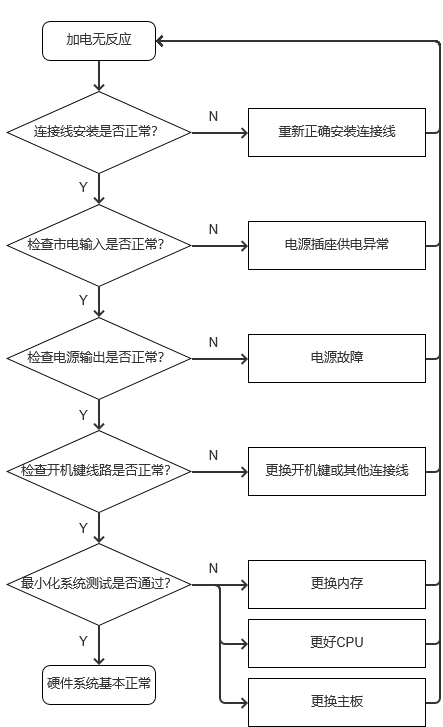 加电无反应
连接线安装是否正常？
N
重新正确安装连接线
Y
检查市电输入是否正常？
N
电源插座供电异常
Y
检查电源输出是否正常？
N
电源故障
Y
检查开机键线路是否正常？
N
更换开机键或其他连接线
Y
最小化系统测试是否通过？
N
更换内存
更好CPU
Y
硬件系统基本正常
更换主板